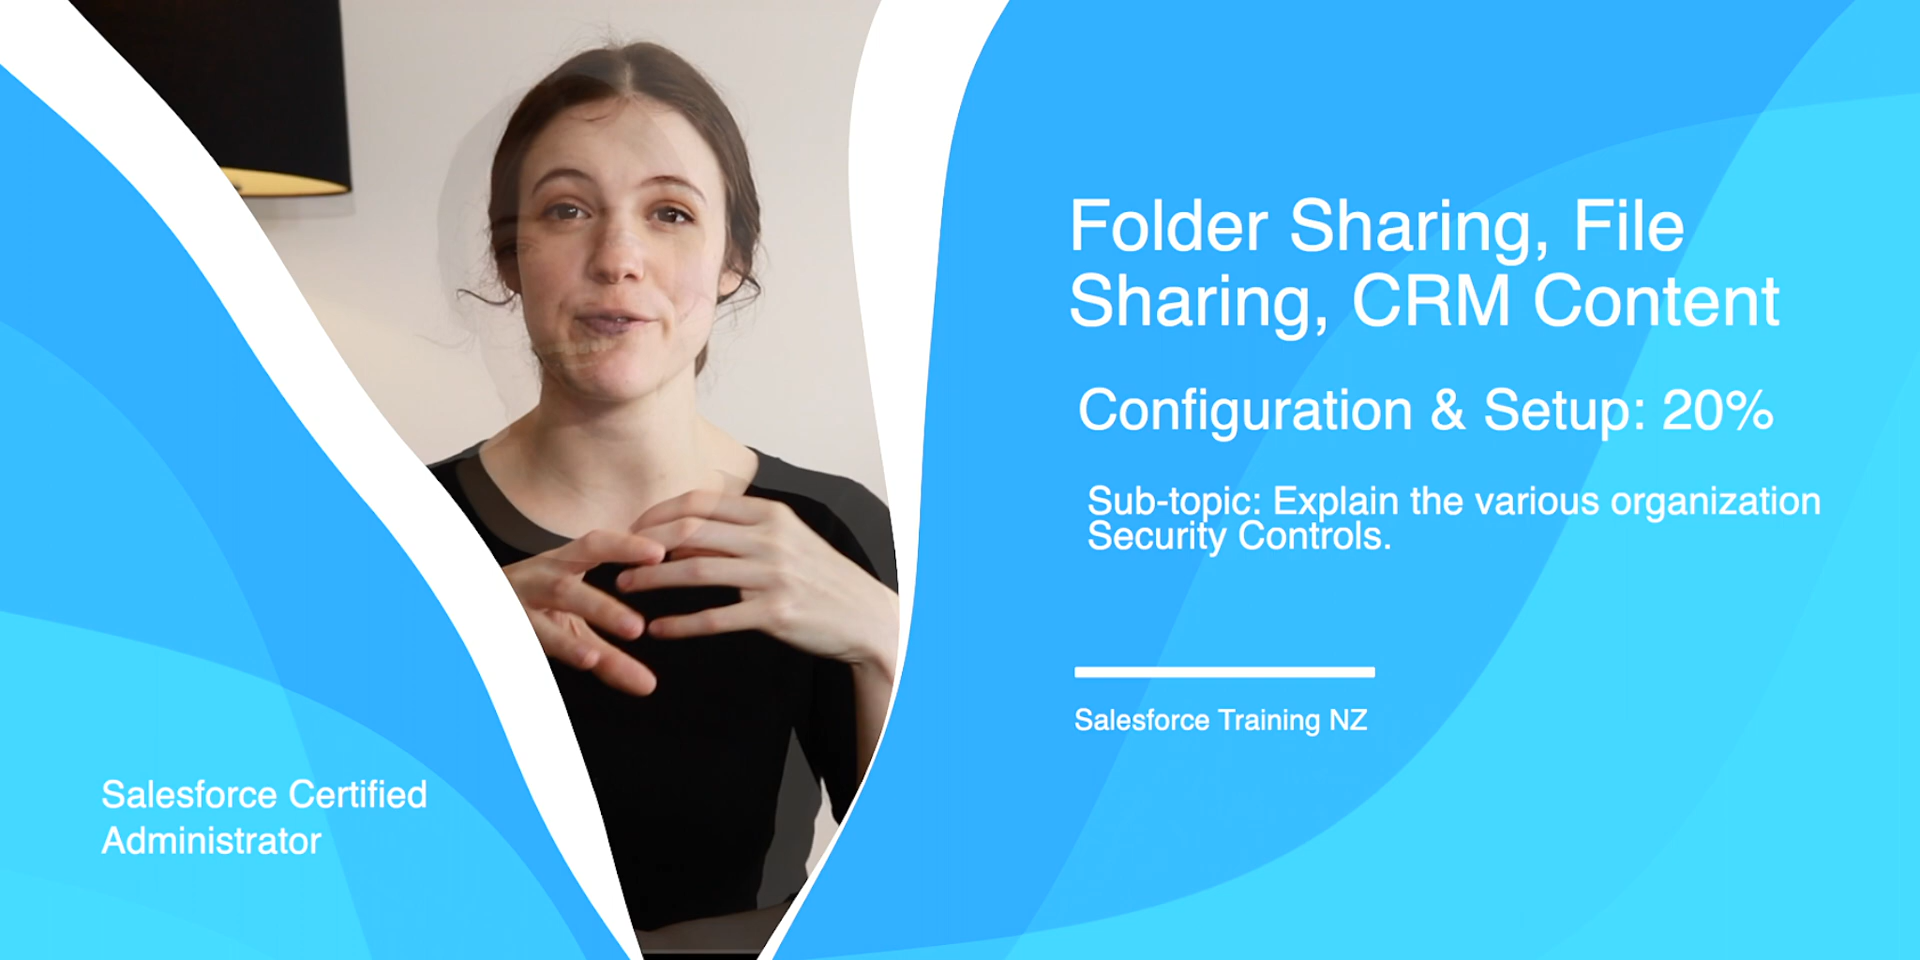 Folder Sharing, File
Sharing, CRM Content
Configuration & Setup: 20%
Sub-topic: Explain the various organization
Security Controls.
Salesforce Training NZ
Salesforce Certified
Administrator